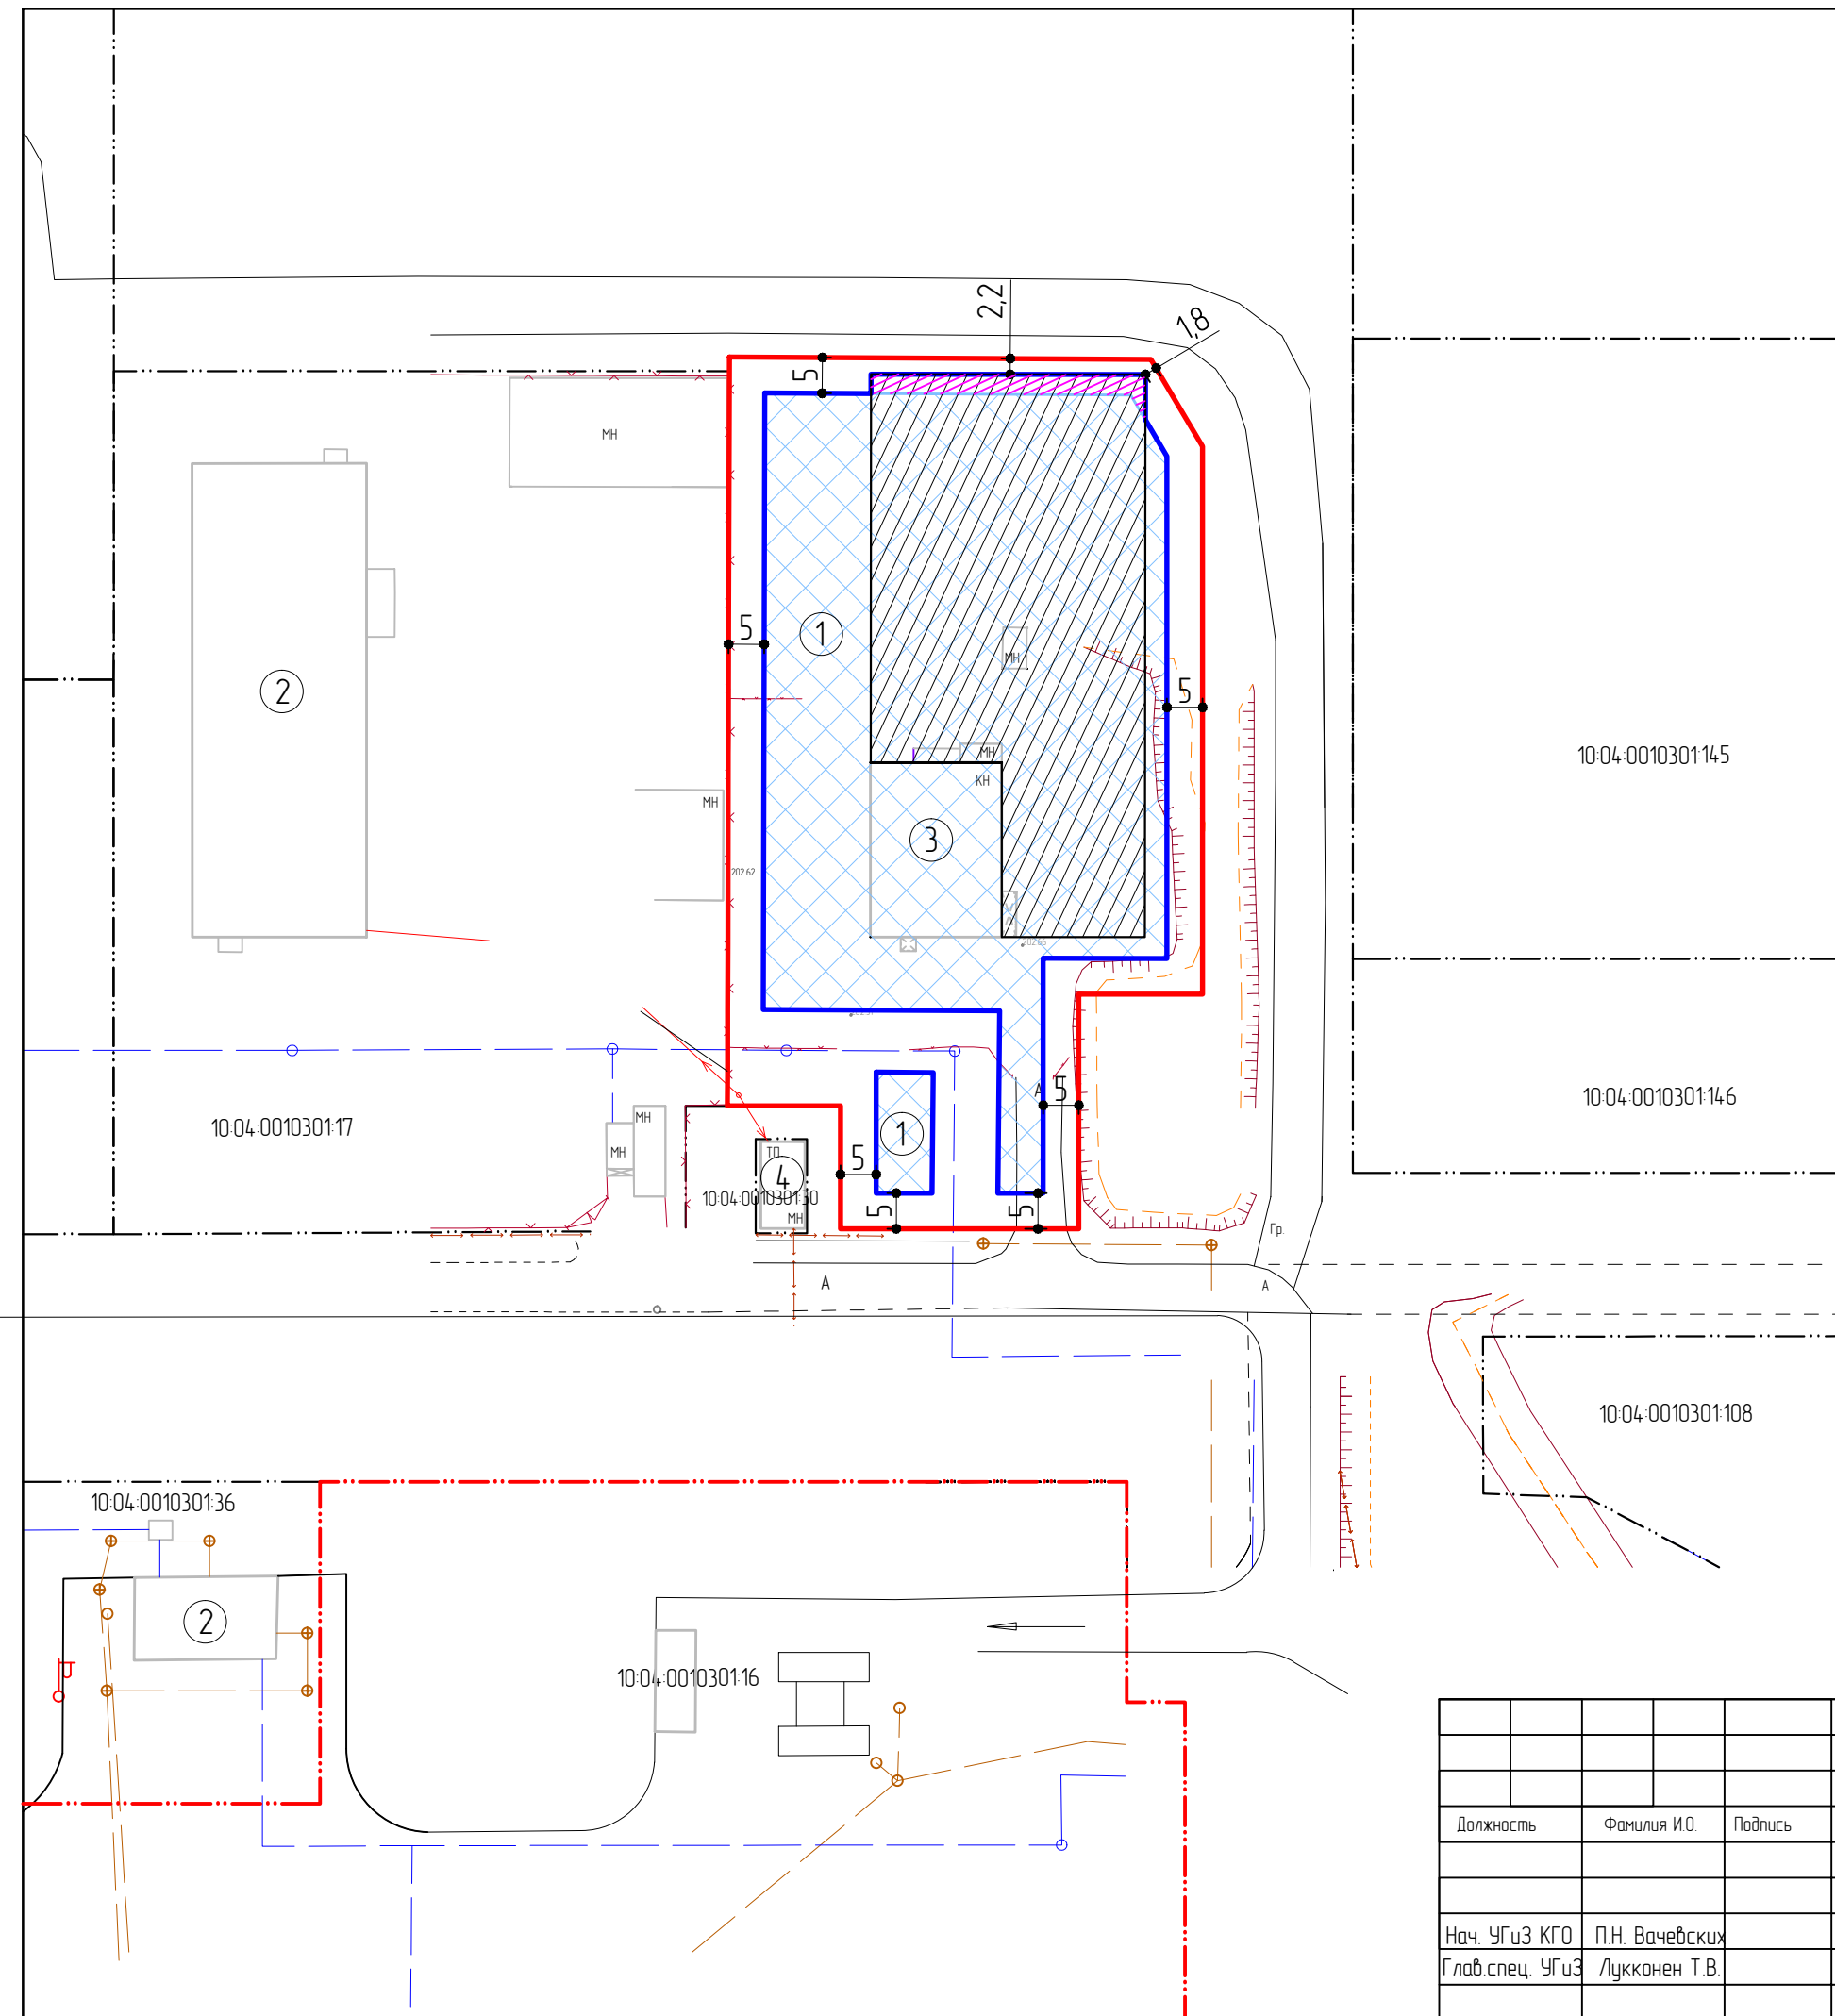 2,2
1,8
5
МН
5
1
2
МН
5
10:04:0010301:145
МН
КН
МН
3
202.62
202.66
А
5
10:04:0010301:146
10:04:0010301:17
МН
1
МН
ТП
5
4
10:04:0010301:30
МН
5
5
Гр.
А
А
10:04:0010301:108
10:04:0010301:36
2
10:04:0010301:16
Должность Фамилия И.О. Подпись
Нач. УГиЗ КГО П.Н. Вачевских
Глав.спец. УГиЗ Лукконен Т.В.